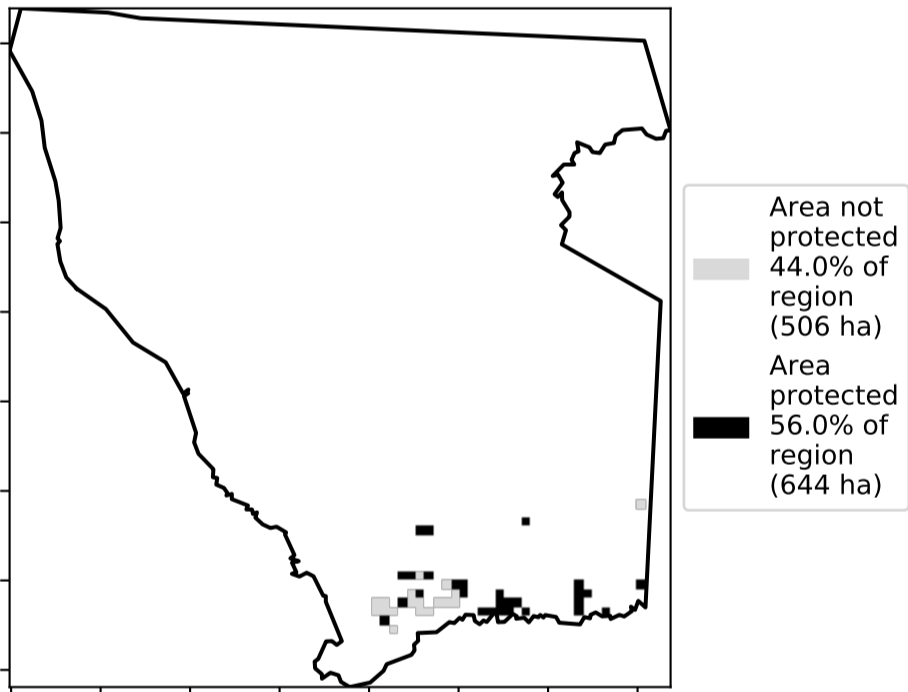 Area not
protected
44.0% of
region
(506 ha)
Area
protected
56.0% of
region
(644 ha)